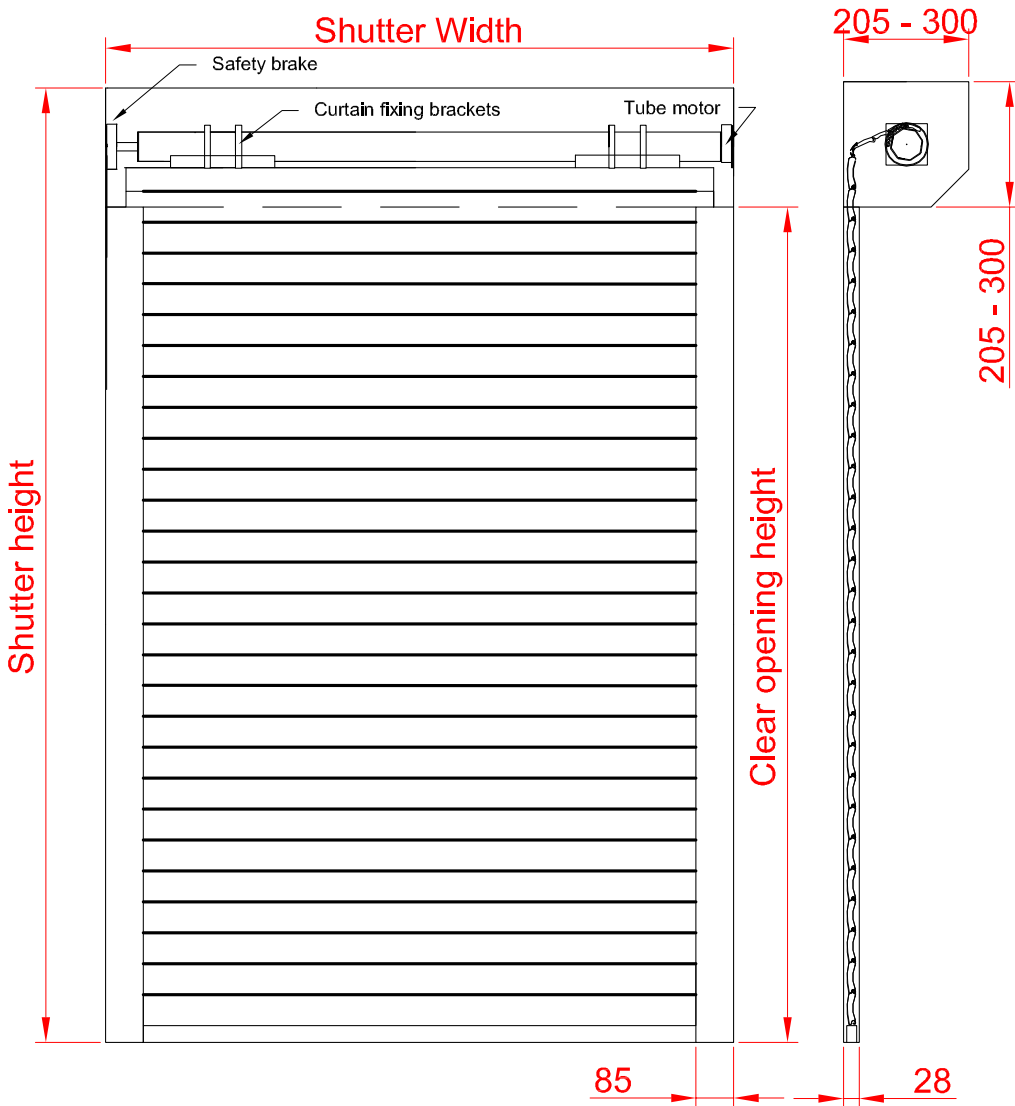 Shutter Width
205 - 300
Safety brake
Curtain fixing brackets
Tube motor
205 - 300
Shutter height
Clear opening height
85
28